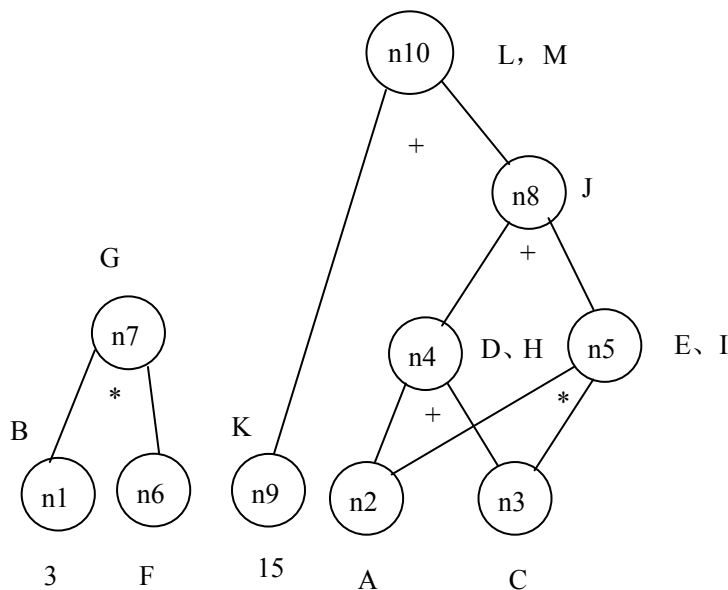 n10 L，M
+
n8 J
+
G
n7
*
n4 D、H n5 E、I
+ *
B K
n1 n6 n9 n2 n3
3 F 15 A C